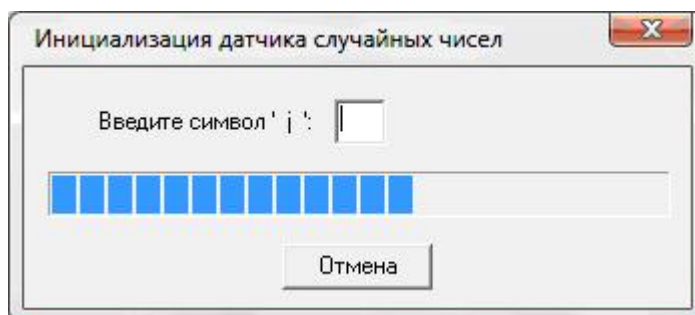 Инициализация датчика случайных чисел
Введите символ ' j ':
Отмена